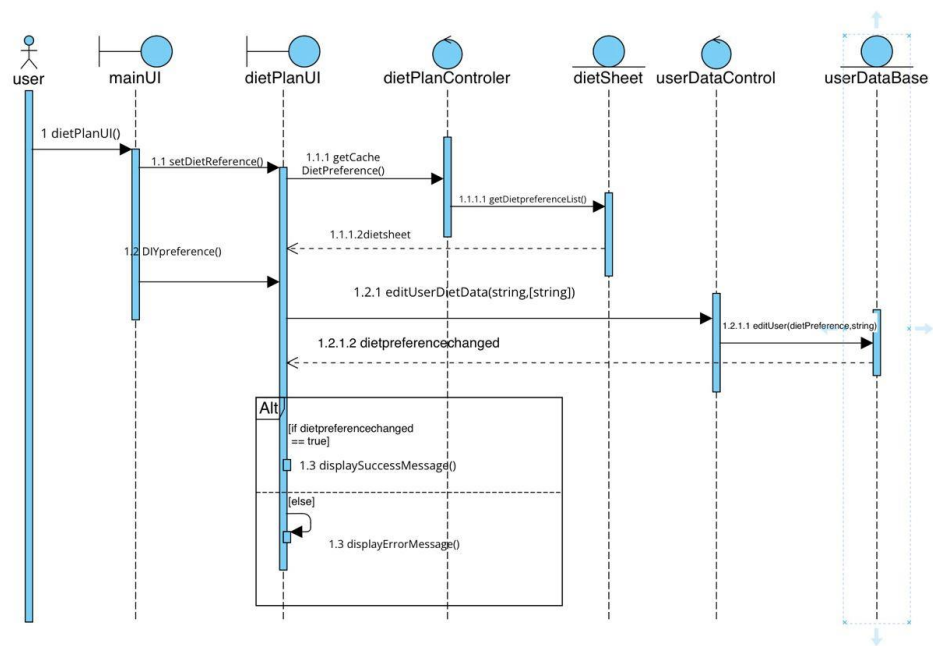 user
mainUI
dietPlanUI
dietPlanControler
dietSheet
userDataControl
userDataBase
1 dietPlanUI()
1.1 setDietReference()
1.1.1 getCache
DietPreference()
1.1.1.1 getDietpreferenceList()
1.1.1.2dietsheet
1.2 DIYpreference()
1.2.1 editUserDietData(string,[string])
1.2.1.1 editUser(dietPreference,string)
1.2.1.2 dietpreferencechanged
Alt
[if dietpreferencechanged
== true]
1.3 displaySuccessMessage()
[else]
1.3 displayErrorMessage()